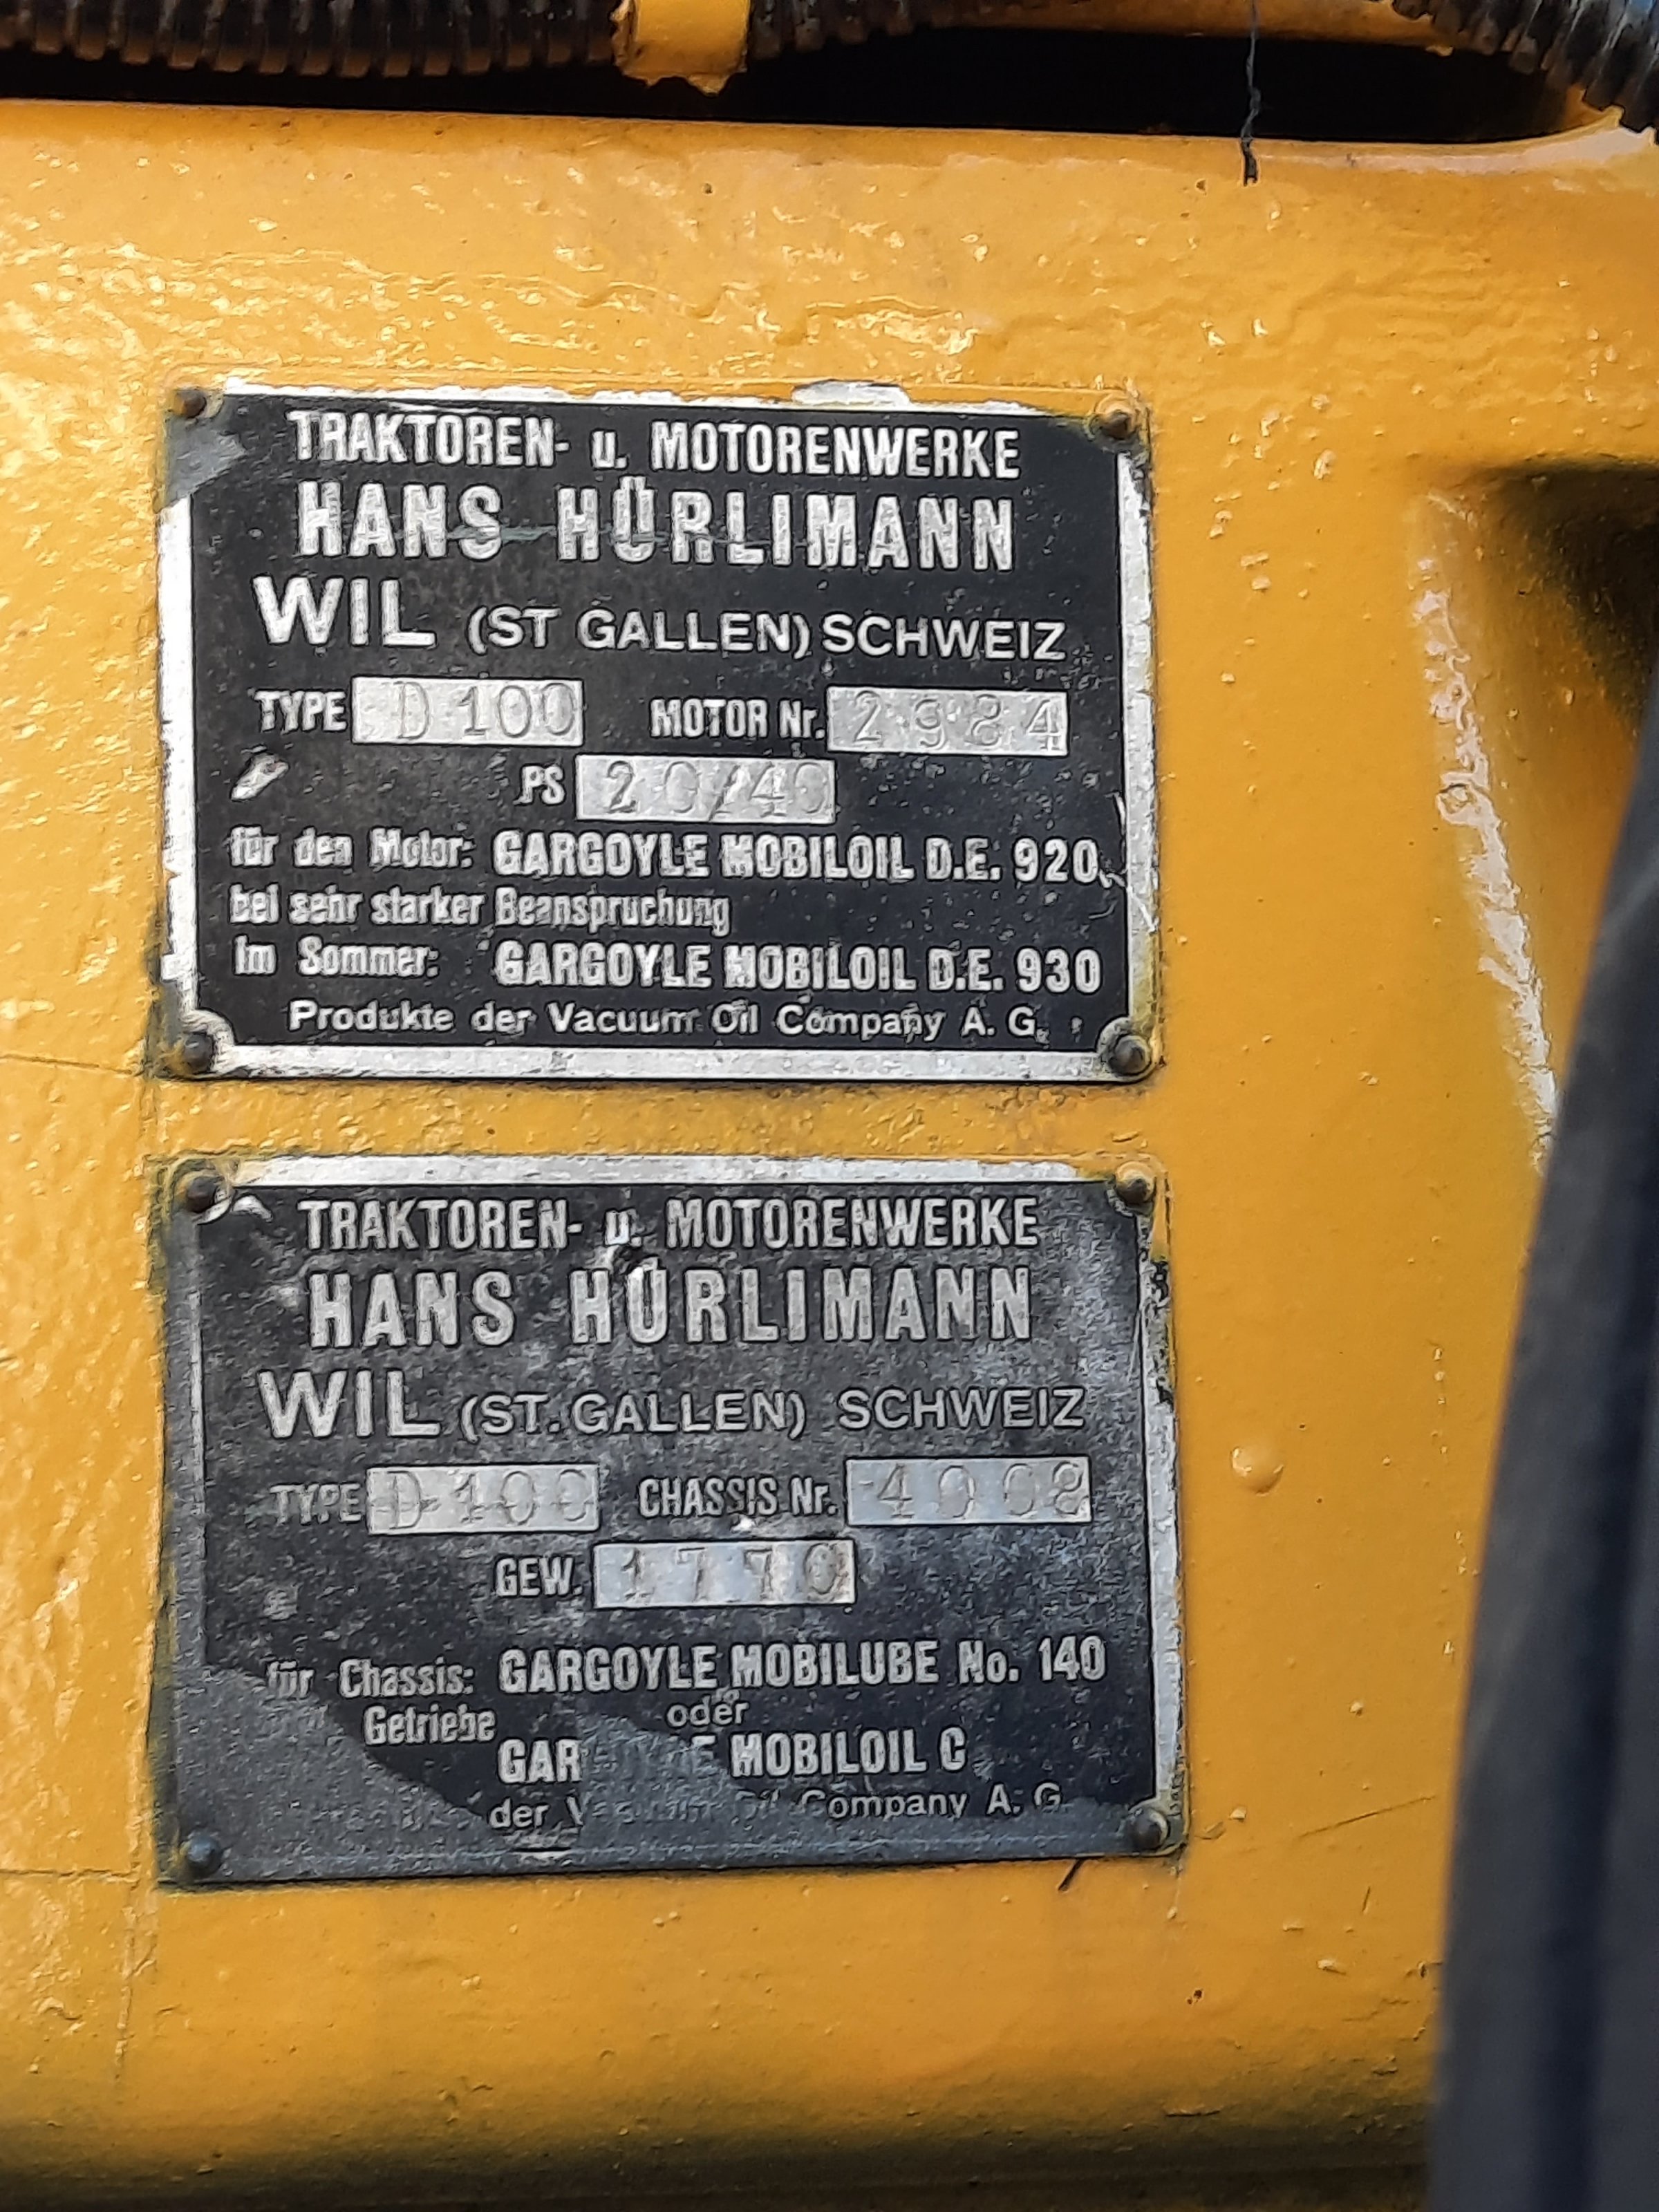 TRAKTOREN- u. MOTORENWERKE
HANS HÜRLIMANN
WIL (ST GALLEN) SCHWEIZ
TYPE D 100 MOTOR Nr. 2984
PS 20/40
für den Motor: GARGOYLE MOBILOIL D.E. 920
bei sehr starker Beanspruchung
im Sommer: GARGOYLE MOBILOIL D.E. 930
Produkte der Vacuum Oil Company A. G.
TRAKTOREN- u. MOTORENWERKE
HANS HÜRLIMANN
WIL (ST. GALLEN) SCHWEIZ
TYPE D 100 CHASSIS Nr. 4008
GEW. 1770
für Chassis: GARGOYLE MOBILUBE No. 140
Getriebe oder
GARGOYLE MOBILOIL C
der Vacuum Oil Company A. G.